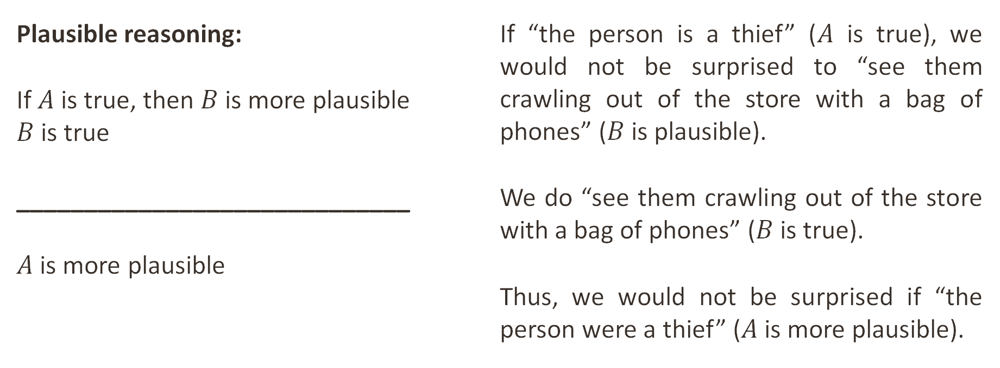 Plausible reasoning:
If A is true, then B is more plausible
B is true
A is more plausible
If “the person is a thief” (A is true), we
would not be surprised to “see them
crawling out of the store with a bag of
phones” (B is plausible).
We do “see them crawling out of the store
with a bag of phones” (B is true).
Thus, we would not be surprised if “the
person were a thief” (A is more plausible).